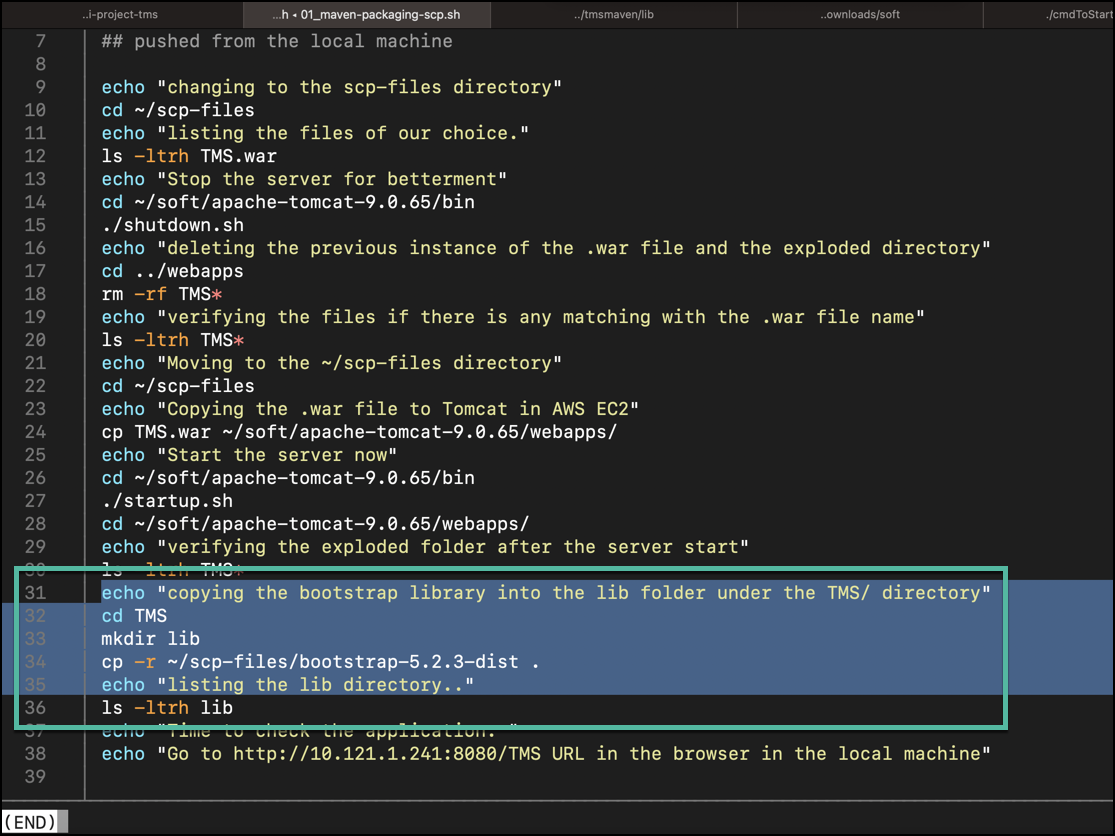 ..i-project-tms
...h • 01_maven-packaging-scp.sh
../tmsmaven/lib
..ownloads/soft
./cmdToStart
7 ## pushed from the local machine
8
9 echo "changing to the scp-files directory"
10 cd ~/scp-files
11 echo "listing the files of our choice."
12 ls -ltrh TMS.war
13 echo "Stop the server for betterment"
14 cd ~/soft/apache-tomcat-9.0.65/bin
15 ./shutdown.sh
16 echo "deleting the previous instance of the .war file and the exploded directory"
17 cd ../webapps
18 rm -rf TMS*
19 echo "verifying the files if there is any matching with the .war file name"
20 ls -ltrh TMS*
21 echo "Moving to the ~/scp-files directory"
22 cd ~/scp-files
23 echo "Copying the .war file to Tomcat in AWS EC2"
24 cp TMS.war ~/soft/apache-tomcat-9.0.65/webapps/
25 echo "Start the server now"
26 cd ~/soft/apache-tomcat-9.0.65/bin
27 ./startup.sh
28 cd ~/soft/apache-tomcat-9.0.65/webapps/
29 echo "verifying the exploded folder after the server start"
30 ls -ltrh TMS*
31 echo "copying the bootstrap library into the lib folder under the TMS/ directory"
32 cd TMS
33 mkdir lib
34 cp -r ~/scp-files/bootstrap-5.2.3-dist .
35 echo "listing the lib directory.."
36 ls -ltrh lib
37 echo "Time to check the application."
38 echo "Go to http://10.121.1.241:8080/TMS URL in the browser in the local machine"
39
(END)